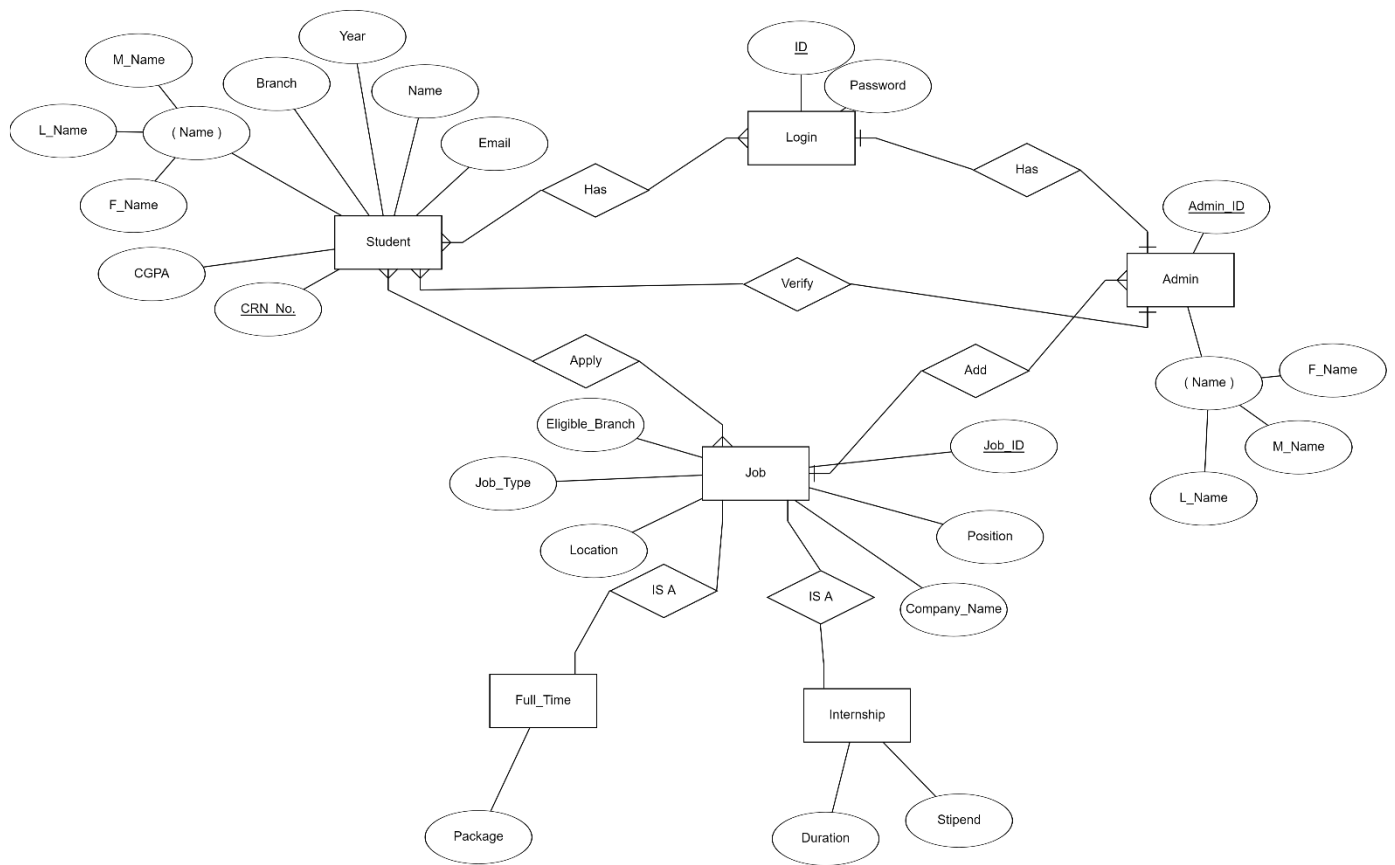 Year
ID
M_Name
Branch
Name
Password
L_Name
( Name )
Login
Email
Has
Has
F_Name
Admin_ID
Student
CGPA
Verify
Admin
CRN_No.
Apply
Add
F_Name
( Name )
Eligible_Branch
Job_ID
M_Name
Job
Job_Type
L_Name
Position
Location
IS A
IS A
Company_Name
Full_Time
Internship
Package
Duration
Stipend